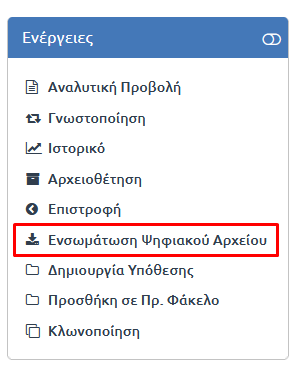 Ενέργειες
Αναλυτική Προβολή
Γνωστοποίηση
Ιστορικό
Αρχειοθέτηση
Επιστροφή
Ενσωμάτωση Ψηφιακού Αρχείου
Δημιουργία Υπόθεσης
Προσθήκη σε Πρ. Φάκελο
Κλωνοποίηση